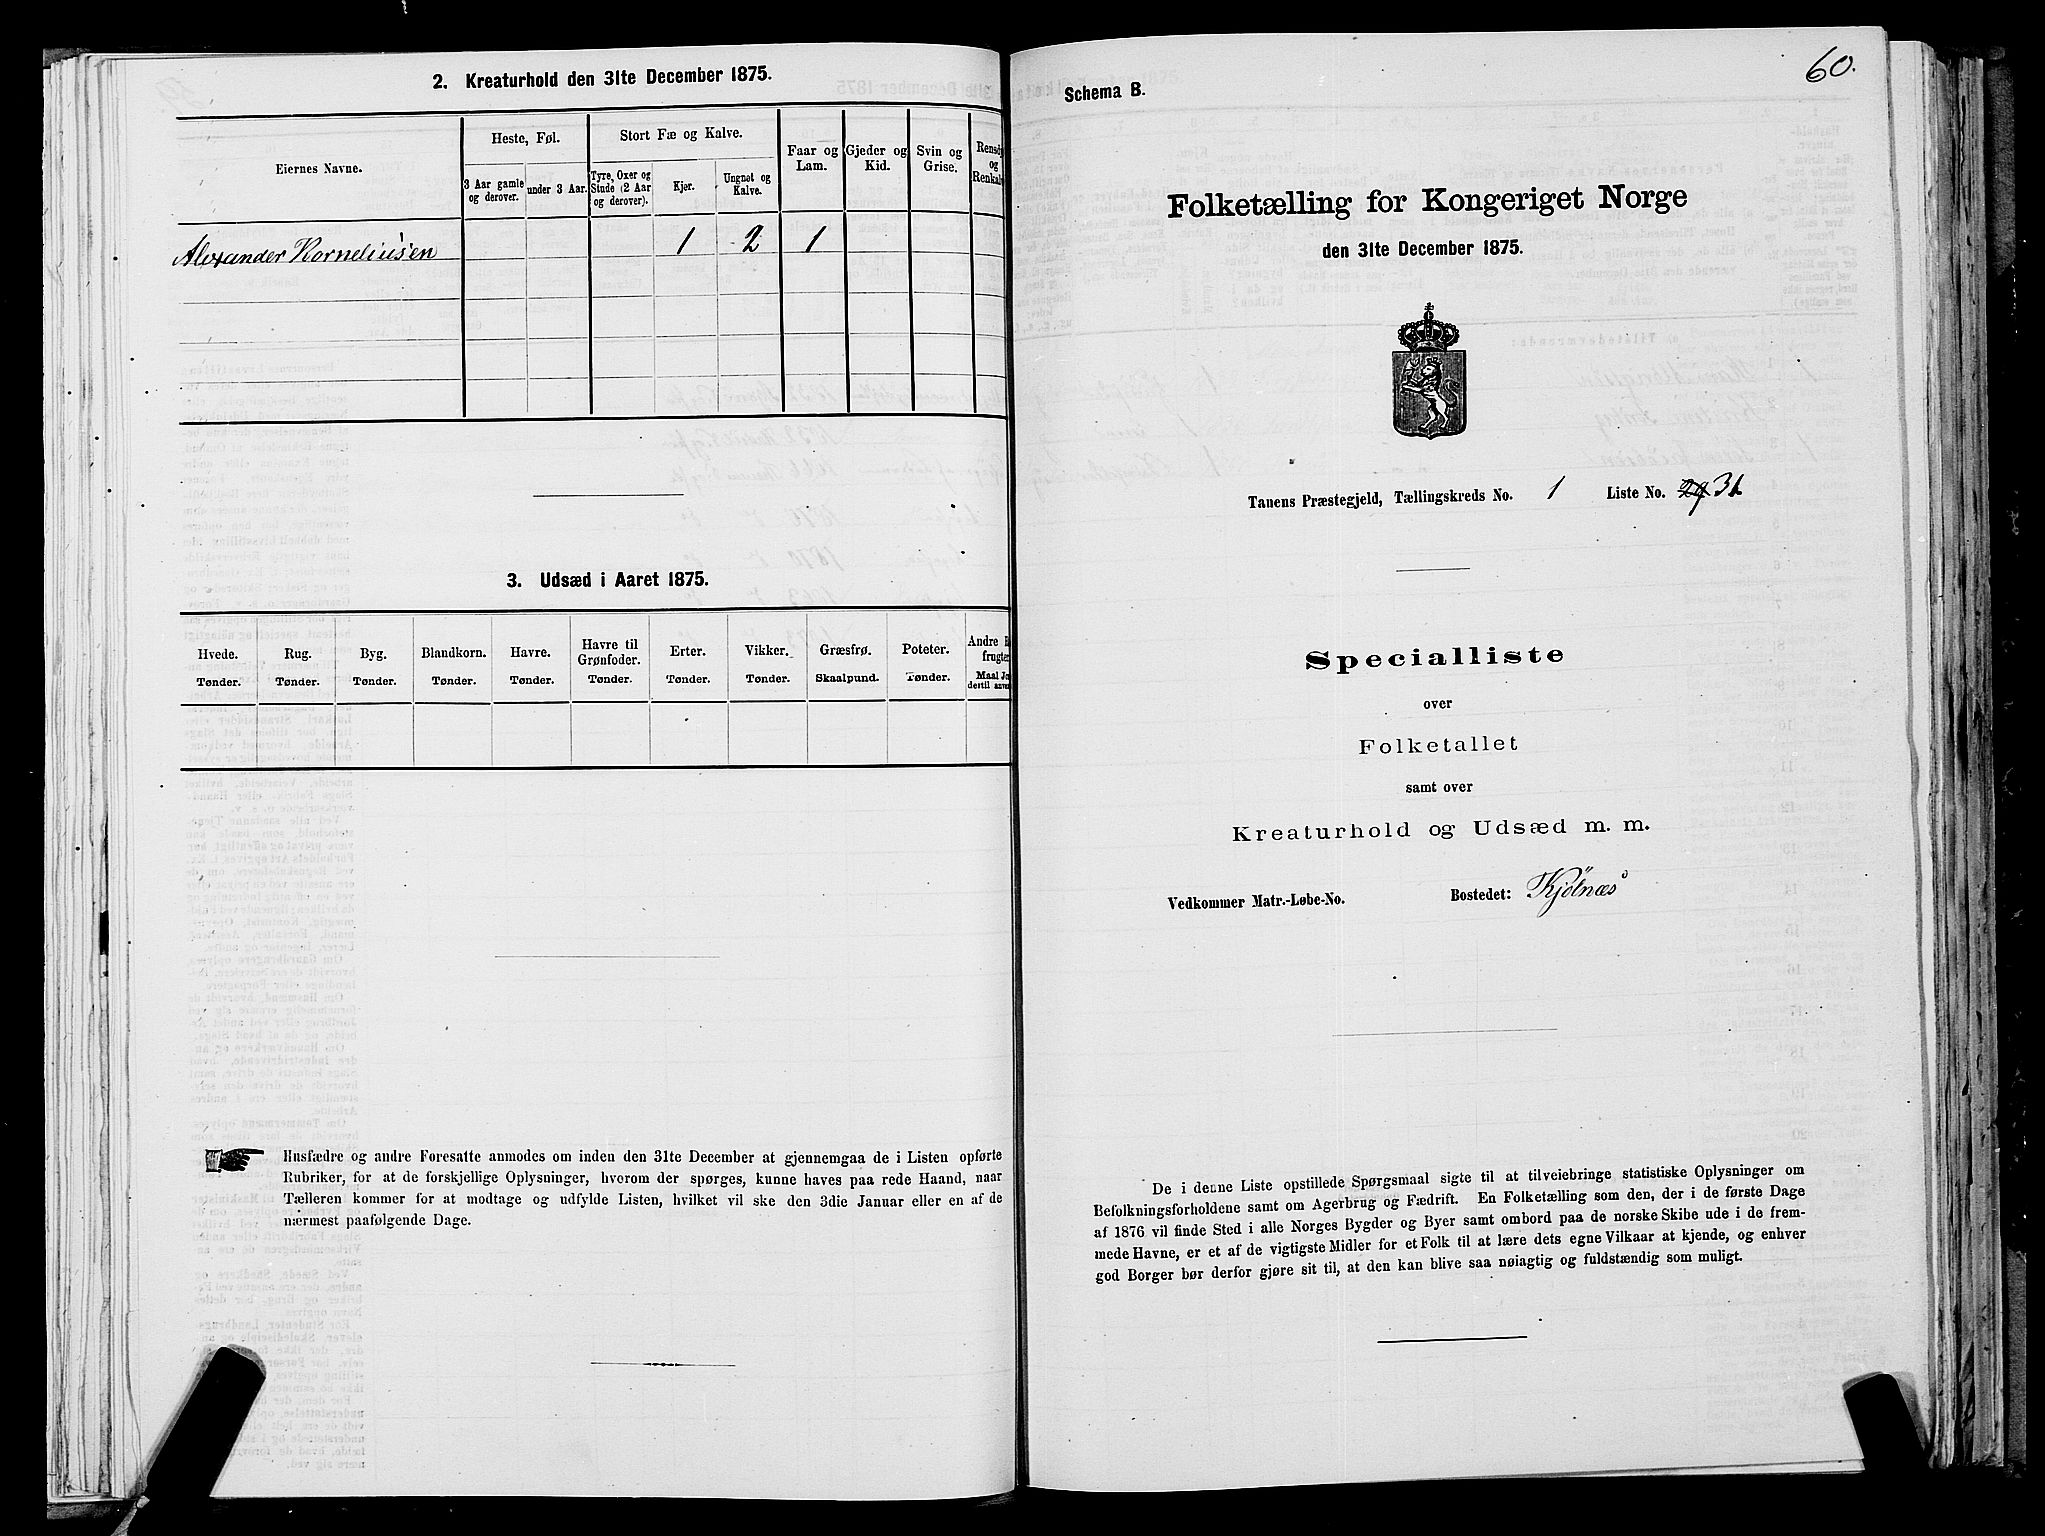 2. Kreaturhold den 31te December 1875.
Eiernes Navne.
Heste, Føl.
3 Aar gamle og derover.
under 3 Aar.
Stort Fæ og Kalve.
Tyre, Oxer og Stude (2 Aar og derover).
Kjør.
Ungnøt og Kalve.
Faar og Lam.
Gjeder og Kid.
Svin og Grise.
Rensdy
og
Renkalv
Alexander Korneliusen 1 2 1
3. Udsæd i Aaret 1875.
Hvede. Tønder.
Rug. Tønder.
Byg. Tønder.
Blandkorn. Tønder.
Havre. Tønder.
Havre til Grønfoder. Tønder.
Erter. Tønder.
Vikker. Tønder.
Græsfrø. Skaalpund.
Poteter. Tønder.
Andre
frugter
Maal Jo
dertil anv
Husfædre og andre Foresatte anmodes om inden den 31te December at gjennemgaa de i Listen opførte
Rubriker, for at de forskjellige Oplysninger, hvorom der spørges, kunne haves paa rede Haand, naar
Tælleren kommer for at modtage og udfylde Listen, hvilket vil ske den 3die Januar eller en af de
nærmest paafølgende Dage.
60.
Schema B.
Folketælling for Kongeriget Norge
den 31te December 1875.
Tanens Præstegjeld, Tællingskreds No. 1 Liste No. 29 31
Specialliste
over
Folketallet
samt over
Kreaturhold og Udsæd m. m.
Vedkommer Matr.-Løbe-No. Bostedet: Kjölnæs
De i denne Liste opstillede Spørgsmaal sigte til at tilveiebringe statistiske Oplysninger om
Befolkningsforholdene samt om Agerbrug og Fædrift. En Folketælling som den, der i de første Dage
af 1876 vil finde Sted i alle Norges Bygder og Byer samt ombord paa de norske Skibe ude i de frem-
mede Havne, er et af de vigtigste Midler for et Folk til at lære dets egne Vilkaar at kjende, og enhver
god Borger bør derfor gjøre sit til, at den kan blive saa nøiagtig og fuldstændig som muligt.